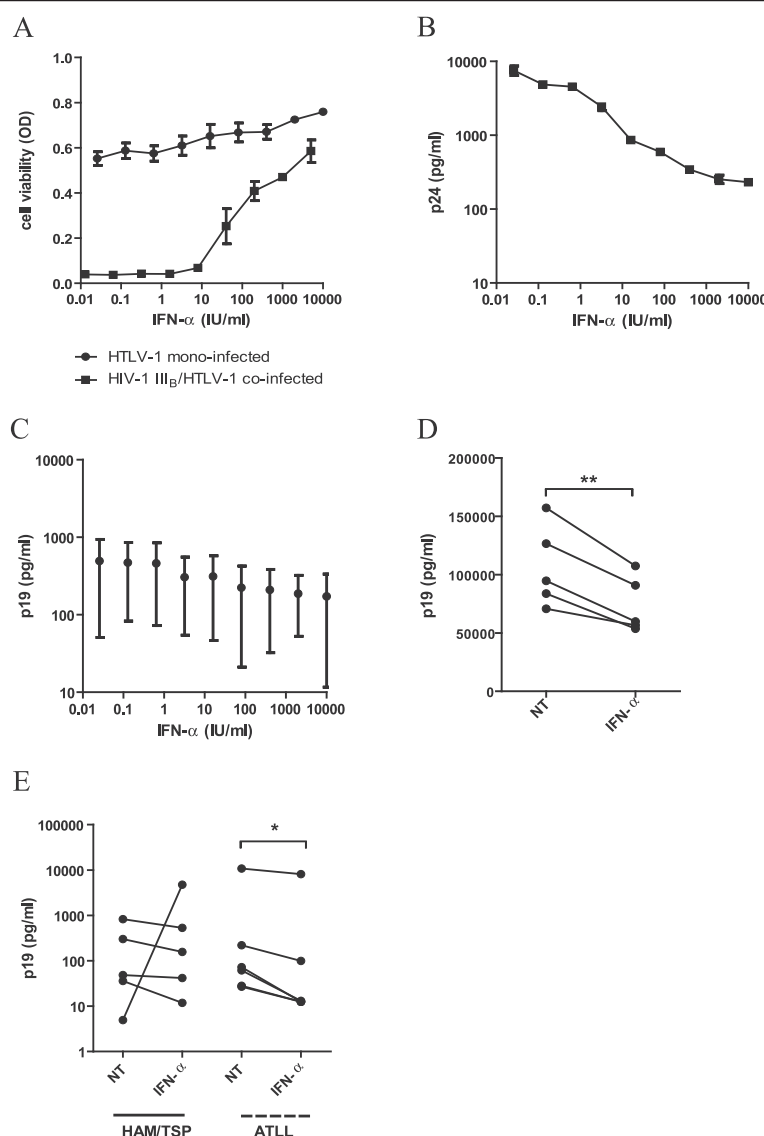 A
1.0
0.8
0.6
0.4
0.2
0.0
cell viability (OD)
0.01 0.1 1 10 100 1000 10000
IFN-α (IU/ml)
HTLV-1 mono-infected
HIV-1 IIIB/HTLV-1 co-infected
B
10000
1000
100
10
p24 (pg/ml)
0.01 0.1 1 10 100 1000 10000
IFN-α (IU/ml)
C
10000
1000
100
10
p19 (pg/ml)
0.01 0.1 1 10 100 1000 10000
IFN-α (IU/ml)
D
200000
150000
100000
50000
0
p19 (pg/ml)
**
NT IFN-α
E
100000
10000
1000
100
10
1
p19 (pg/ml)
*
NT IFN-α NT IFN-α
HAM/TSP ATLL